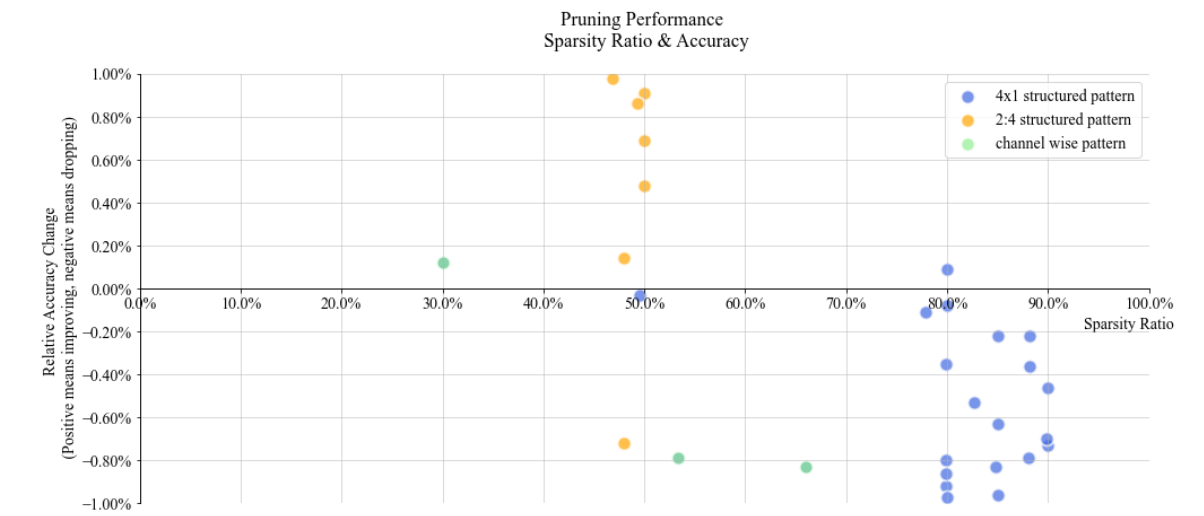 Pruning Performance
Sparsity Ratio & Accuracy
1.00%
0.80%
0.60%
0.40%
0.20%
0.00%
−0.20%
−0.40%
−0.60%
−0.80%
−1.00%
Relative Accuracy Change
(Positive means improving, negative means dropping)
4x1 structured pattern
2:4 structured pattern
channel wise pattern
0.0% 10.0% 20.0% 30.0% 40.0% 50.0% 60.0% 70.0% 80.0% 90.0% 100.0%
Sparsity Ratio